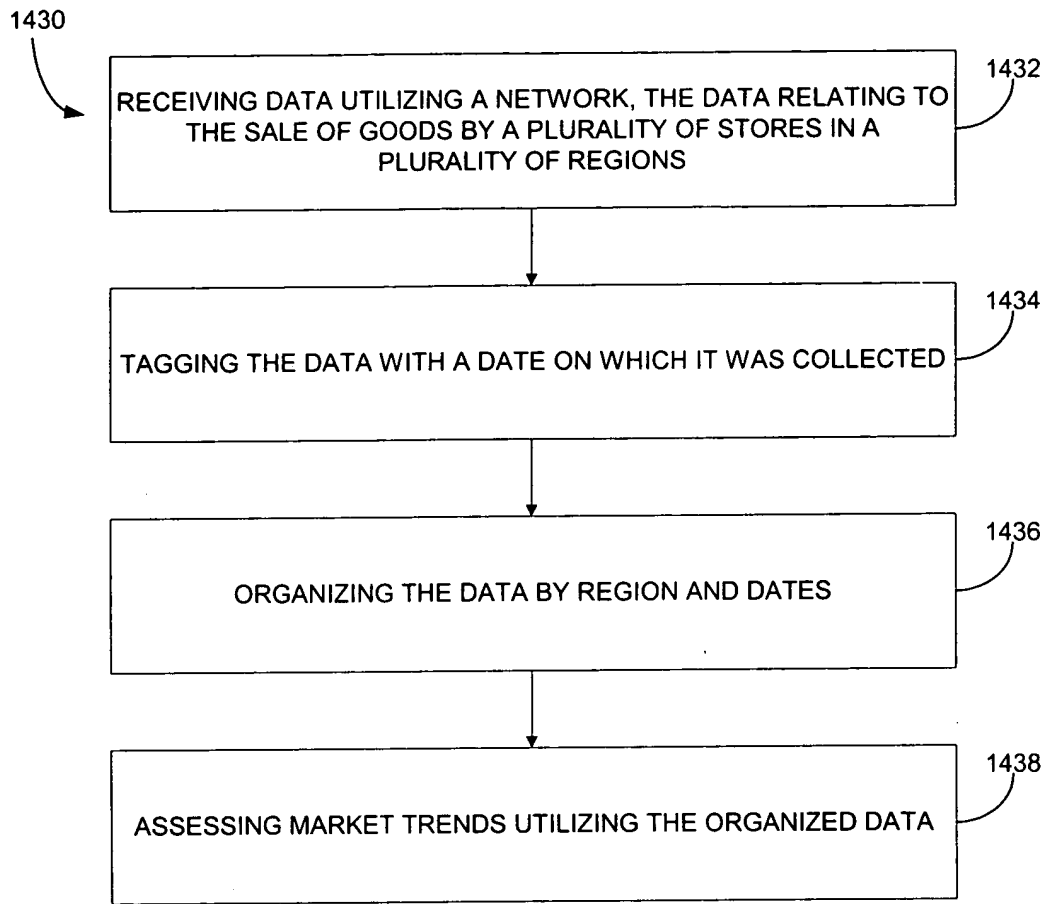 1430
1432
RECEIVING DATA UTILIZING A NETWORK, THE DATA RELATING TO
THE SALE OF GOODS BY A PLURALITY OF STORES IN A
PLURALITY OF REGIONS
1434
TAGGING THE DATA WITH A DATE ON WHICH IT WAS COLLECTED
1436
ORGANIZING THE DATA BY REGION AND DATES
1438
ASSESSING MARKET TRENDS UTILIZING THE ORGANIZED DATA